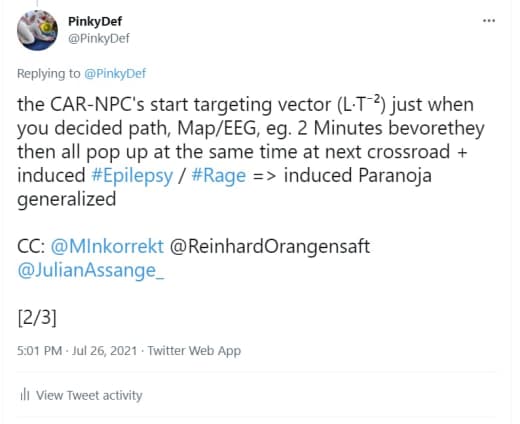 PinkyDef
@PinkyDef
Replying to @PinkyDef
the CAR-NPC's start targeting vector (L·T⁻²) just when
you decided path, Map/EEG, eg. 2 Minutes bevorethey
then all pop up at the same time at next crossroad +
induced #Epilepsy / #Rage => induced Paranoja
generalized
CC: @MInkorrekt @ReinhardOrangensaft
@JulianAssange_
[2/3]
5:01 PM · Jul 26, 2021 · Twitter Web App
View Tweet activity